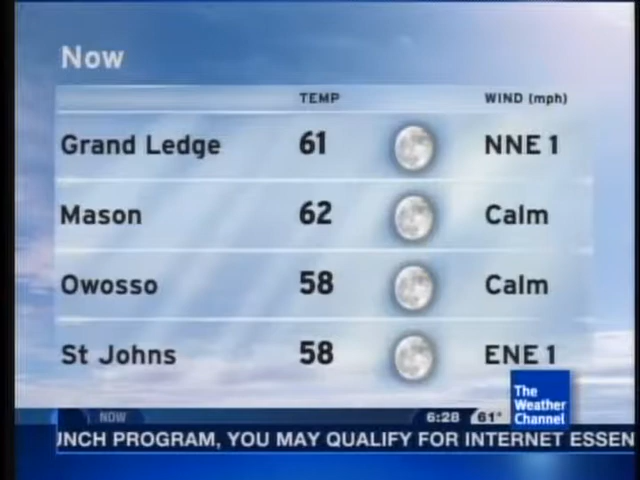 Now
TEMP WIND (mph)
Grand Ledge 61 NNE 1
Mason 62 Calm
Owosso 58 Calm
St Johns 58 ENE 1
The
Weather
Channel
NOW 6:28 61°
UNCH PROGRAM, YOU MAY QUALIFY FOR INTERNET ESSEN